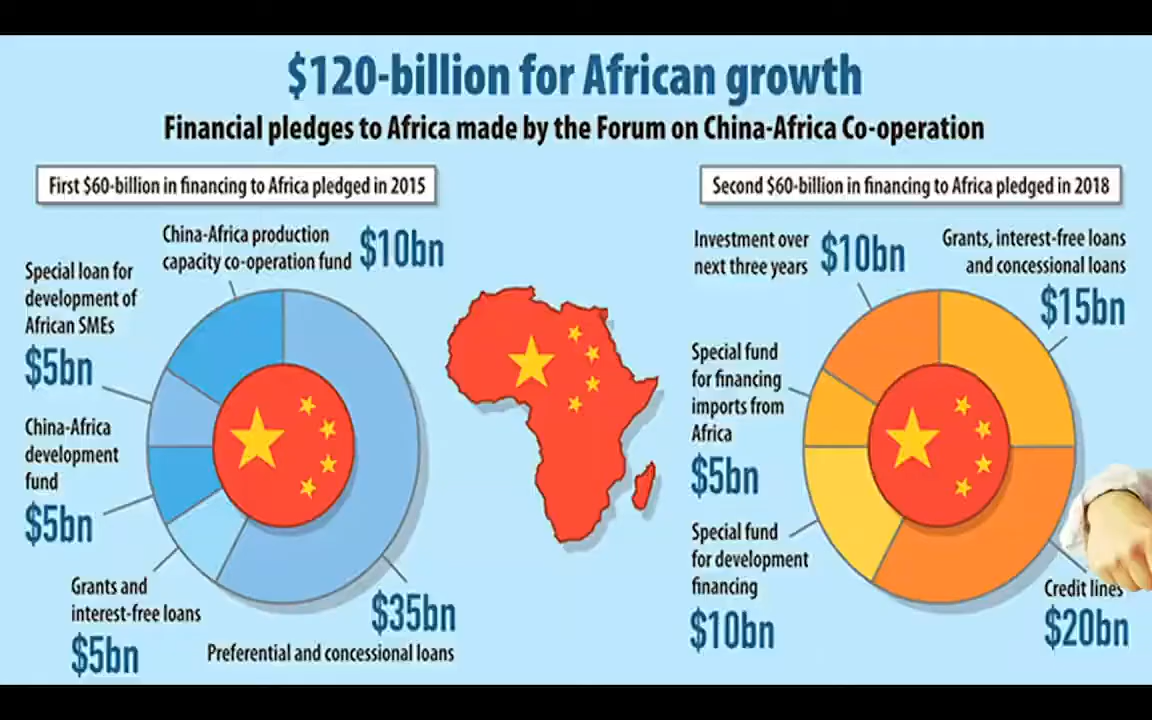 $120-billion for African growth
Financial pledges to Africa made by the Forum on China-Africa Co-operation
First $60-billion in financing to Africa pledged in 2015
China-Africa production
capacity co-operation fund
$10bn
Special loan for
development of
African SMEs
$5bn
China-Africa
development
fund
$5bn
Grants and
interest-free loans
$5bn
$35bn
Preferential and concessional loans
Second $60-billion in financing to Africa pledged in 2018
Investment over
next three years
$10bn
Grants, interest-free loans
and concessional loans
$15bn
Special fund
for financing
imports from
Africa
$5bn
Special fund
for development
financing
$10bn
Credit lines
$20bn